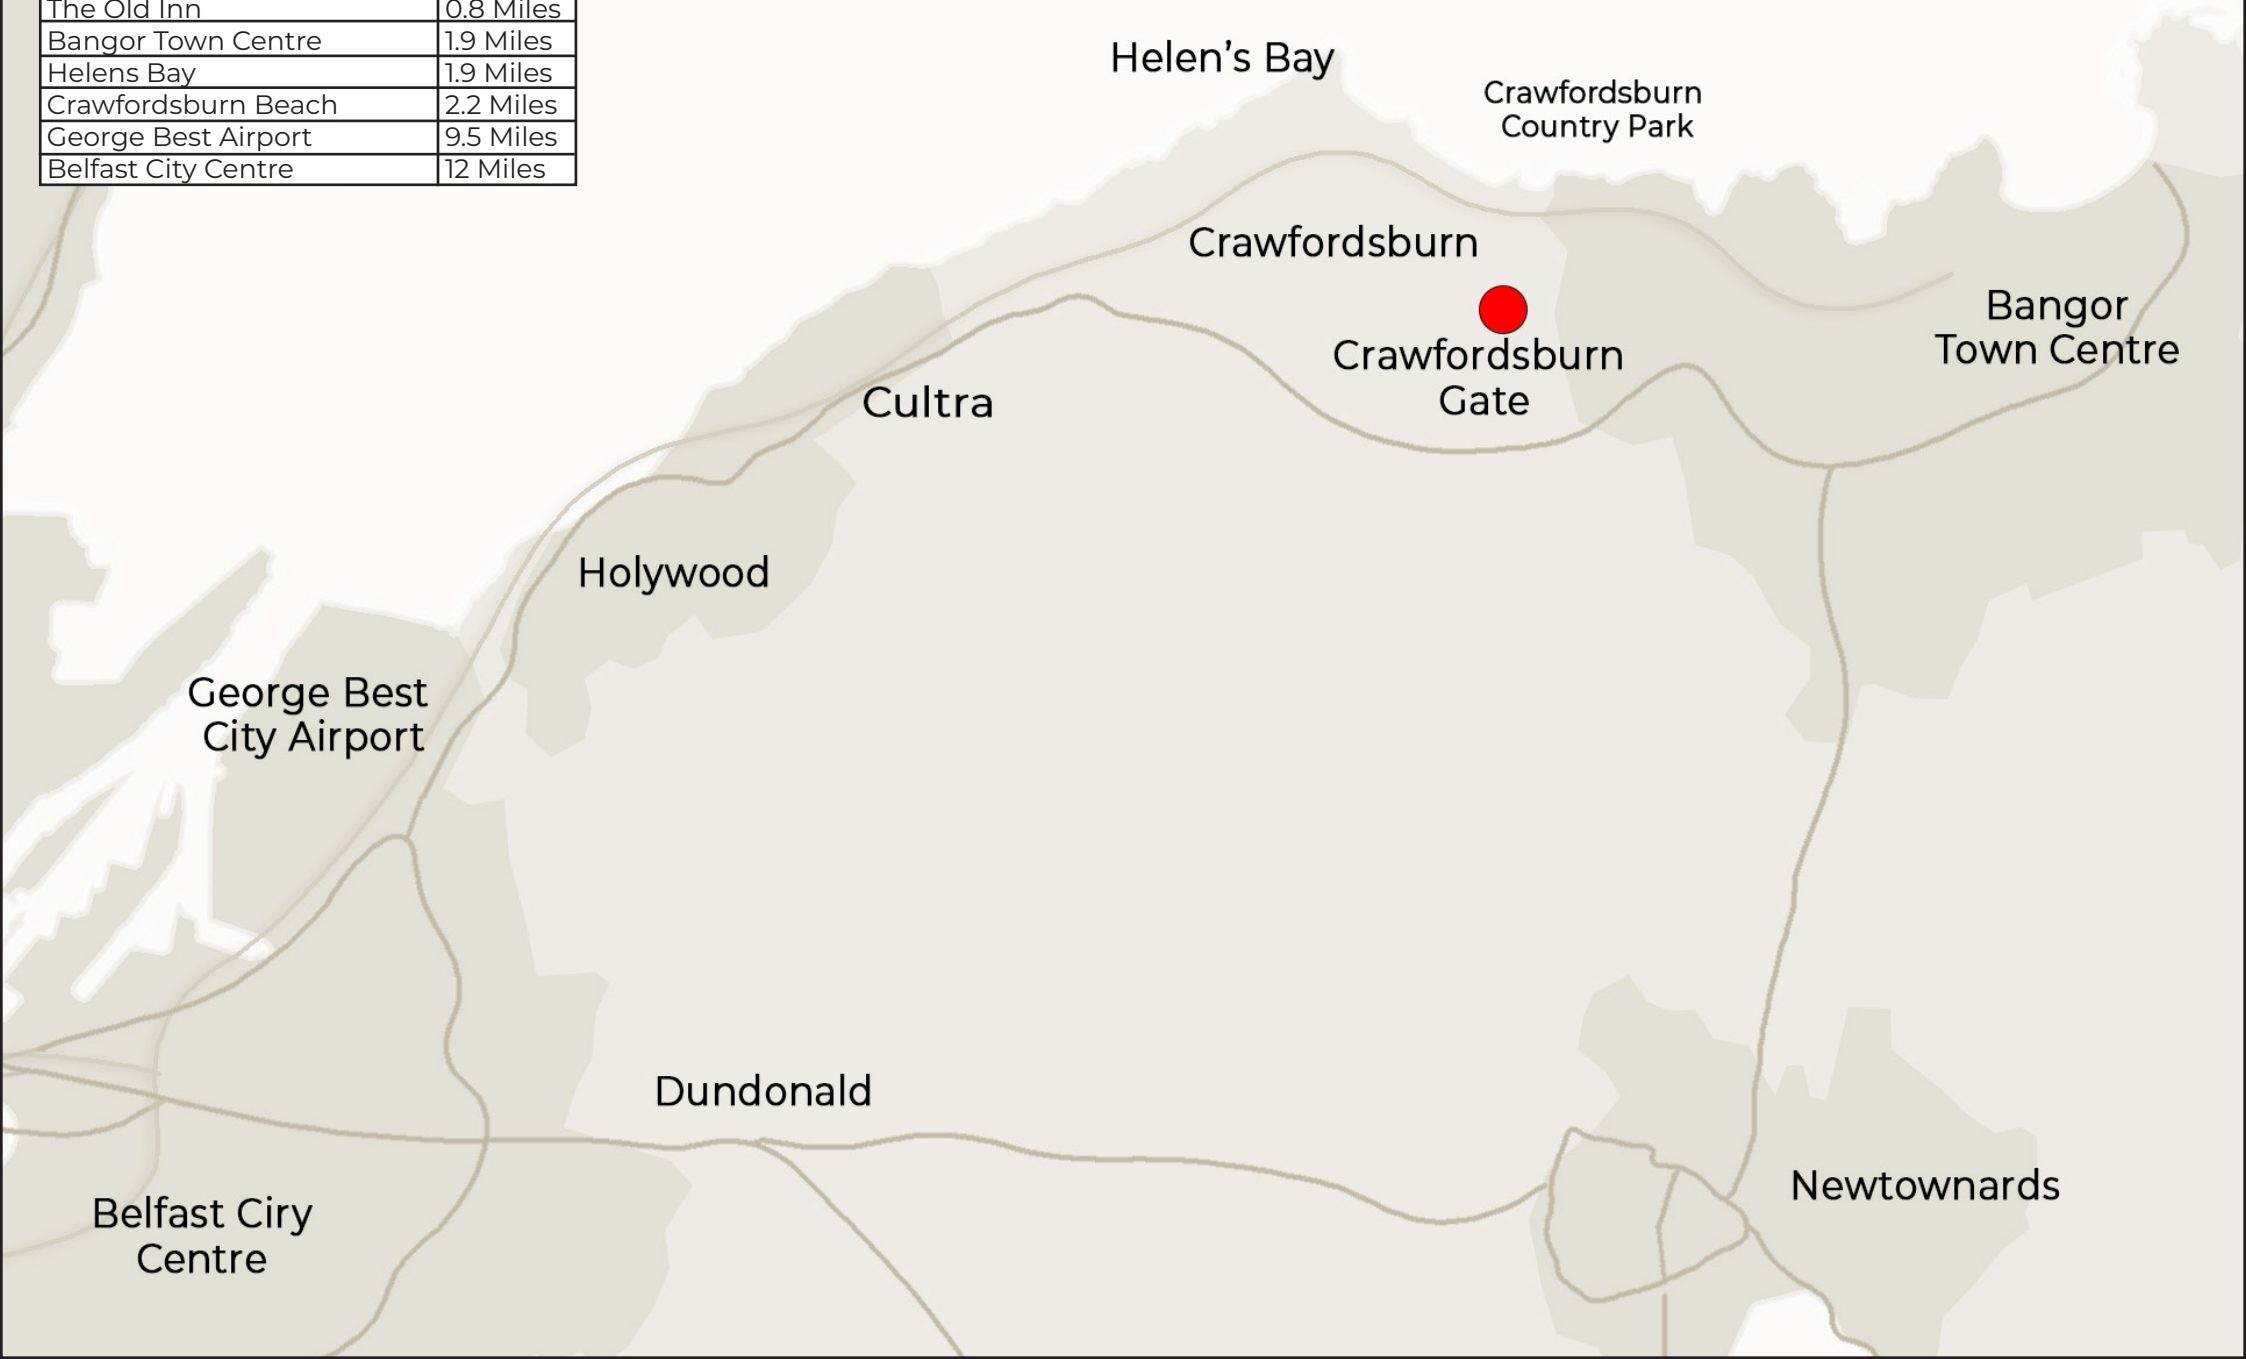 The Old Inn 0.8 Miles
Bangor Town Centre 1.9 Miles
Helens Bay 1.9 Miles
Crawfordsburn Beach 2.2 Miles
George Best Airport 9.5 Miles
Belfast City Centre 12 Miles
Helen’s Bay
Crawfordsburn
Country Park
Crawfordsburn
Crawfordsburn
Gate
Bangor
Town Centre
Cultra
Holywood
George Best
City Airport
Dundonald
Newtownards
Belfast Ciry
Centre